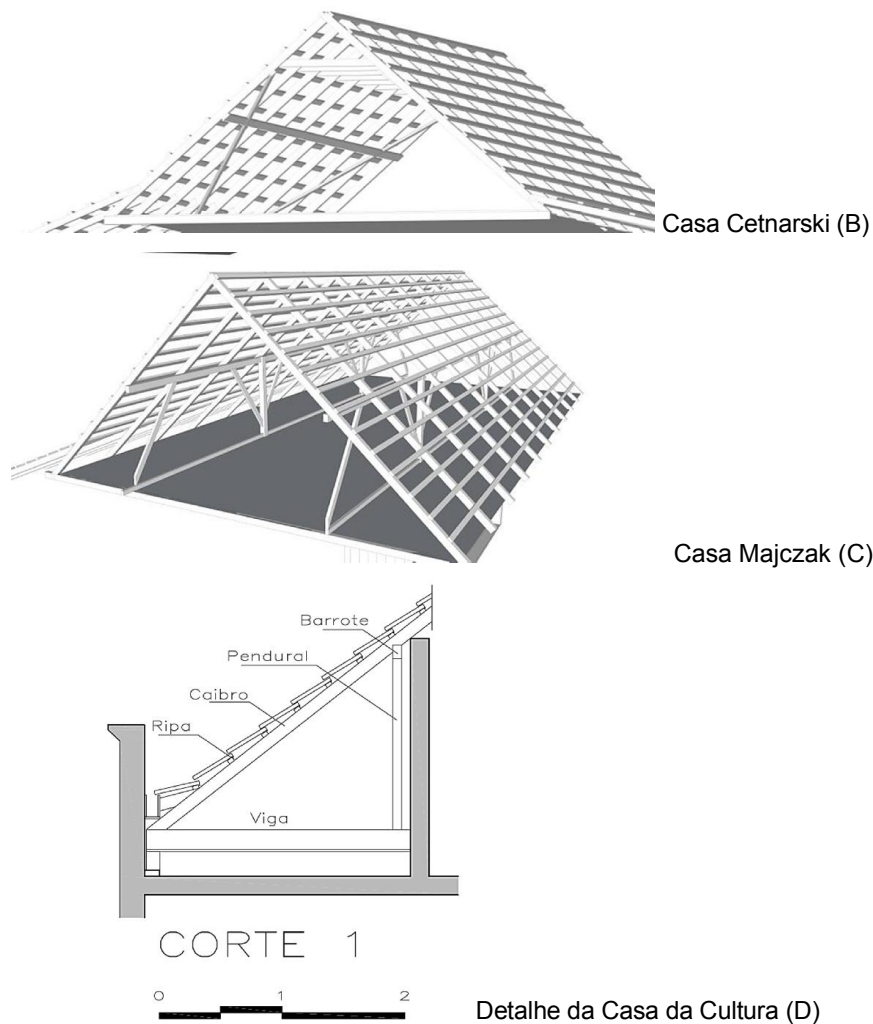 Casa Cetnarski (B)
Casa Majczak (C)
Barrote
Pendural
Caibro
Ripa
Viga
CORTE 1
0 1 2
Detalhe da Casa da Cultura (D)